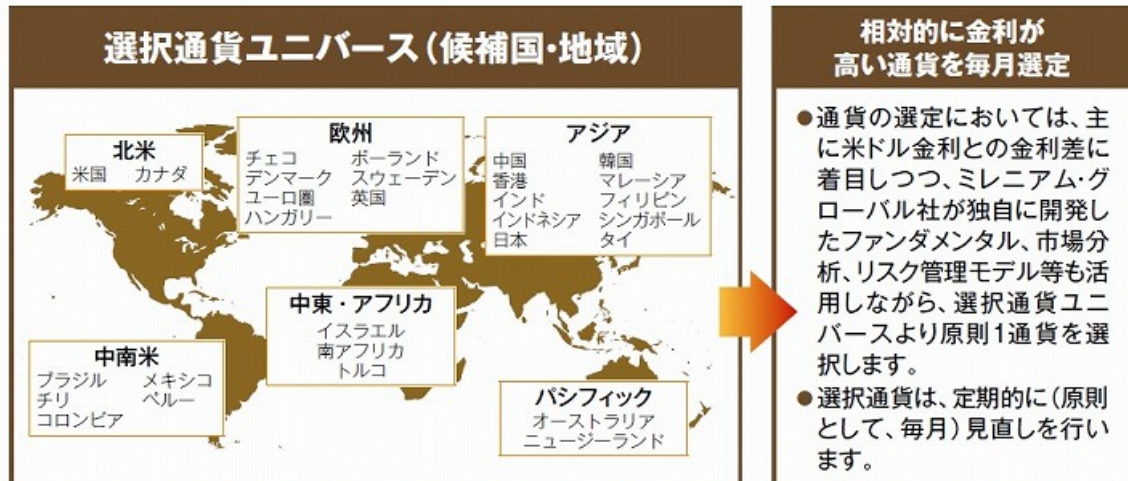 選択通貨ユニバース(候補国・地域)
北米
米国 カナダ
欧州
チェコ ポーランド
デンマーク スウェーデン
ユーロ圏 英国
ハンガリー
アジア
中国 韓国
香港 マレーシア
インド フィリピン
インドネシア シンガポール
日本 タイ
中東・アフリカ
イスラエル
南アフリカ
トルコ
中南米
ブラジル メキシコ
チリ ペルー
コロンビア
パシフィック
オーストラリア
ニュージーランド
相対的に金利が
高い通貨を毎月選定
●通貨の選定においては、主
に米ドル金利との金利差に
着目しつつ、ミレニアム・グ
ローバル社が独自に開発し
たファンダメンタル、市場分
析、リスク管理モデル等も活
用しながら、選択通貨ユニ
バースより原則1通貨を選
択します。
●選択通貨は、定期的に(原則
として、毎月)見直しを行い
ます。